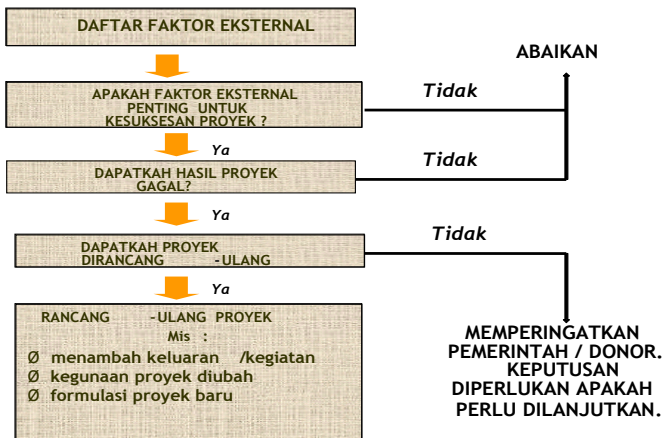 DAFTAR FAKTOR EKSTERNAL
ABAIKAN
APAKAH FAKTOR EKSTERNAL
PENTING UNTUK
KESUKSESAN PROYEK ?
Tidak
Ya
DAPATKAH HASIL PROYEK
GAGAL?
Tidak
Ya
DAPATKAH PROYEK
DIRANCANG -ULANG
Tidak
Ya
RANCANG -ULANG PROYEK
Mis :
Ø menambah keluaran /kegiatan
Ø kegunaan proyek diubah
Ø formulasi proyek baru
MEMPERINGATKAN
PEMERINTAH / DONOR.
KEPUTUSAN
DIPERLUKAN APAKAH
PERLU DILANJUTKAN.